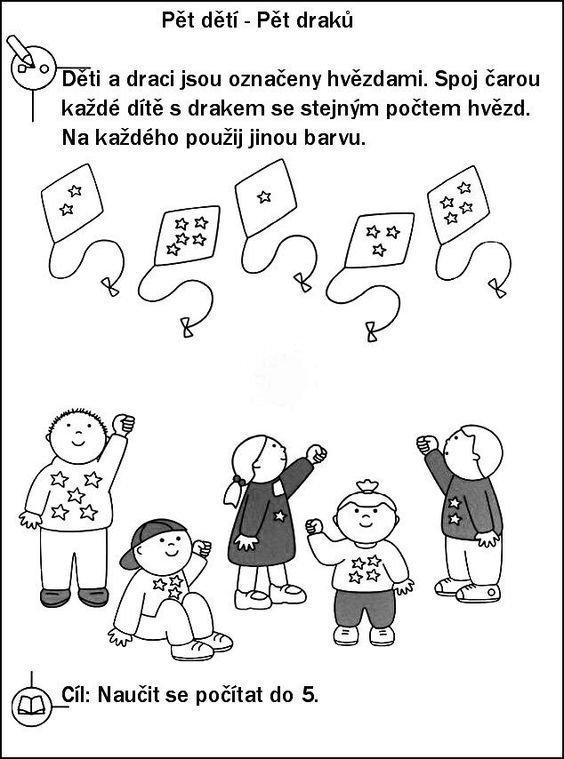 Pět dětí - Pět draků
Děti a draci jsou označeny hvězdami. Spoj čarou
každé dítě s drakem se stejným počtem hvězd.
Na každého použij jinou barvu.
Cíl: Naučit se počítat do 5.